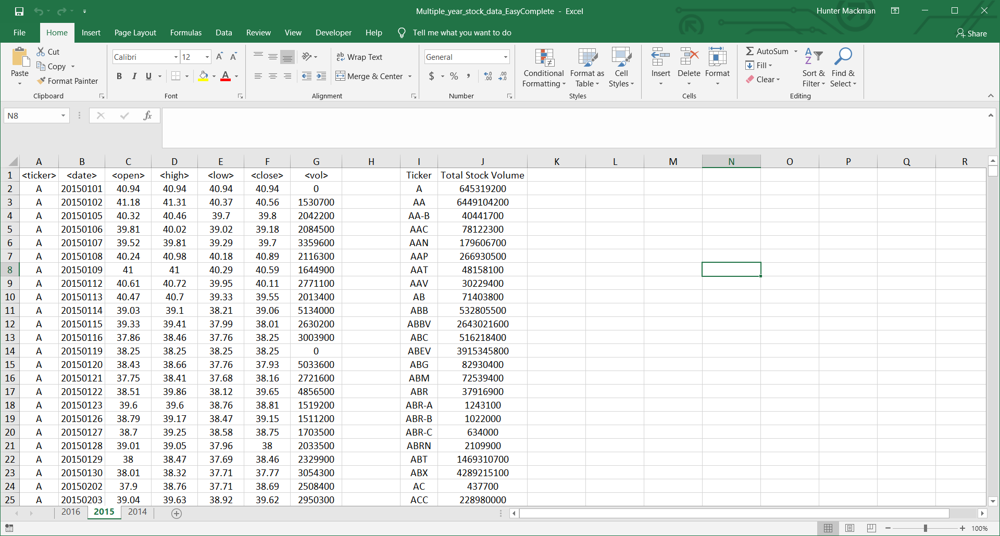 Multiple_year_stock_data_EasyComplete - Excel
Hunter Mackman
File Home Insert Page Layout Formulas Data Review View Developer Help Tell me what you want to do Share
Paste
Cut
Copy
Format Painter
Clipboard
Calibri 12
B I U A
Font
Wrap Text
Merge & Center
Alignment
General
$ % ,
Number
Conditional Formatting
Format as Table
Cell Styles
Styles
Insert
Delete
Format
Cells
AutoSum
Fill
Clear
Sort & Filter
Find & Select
Editing
N8 fx
A B C D E F G H I J K L M N O P Q R
1 <ticker> <date> <open> <high> <low> <close> <vol> Ticker Total Stock Volume
2 A 20150101 40.94 40.94 40.94 40.94 0 A 645319200
3 A 20150102 41.18 41.31 40.37 40.56 1530700 AA 6449104200
4 A 20150105 40.32 40.46 39.7 39.8 2042200 AA-B 40441700
5 A 20150106 39.81 40.02 39.02 39.18 2084500 AAC 78122300
6 A 20150107 39.52 39.81 39.29 39.7 3359600 AAN 179606700
7 A 20150108 40.24 40.98 40.18 40.89 2116300 AAP 266930500
8 A 20150109 41 41 40.29 40.59 1644900 AAT 48158100
9 A 20150112 40.61 40.72 39.95 40.11 2771100 AAV 30229400
10 A 20150113 40.47 40.7 39.33 39.55 2013400 AB 71403800
11 A 20150114 39.03 39.1 38.21 39.06 5134000 ABB 532805500
12 A 20150115 39.33 39.41 37.99 38.01 2630200 ABBV 2643021600
13 A 20150116 37.86 38.46 37.76 38.25 3003900 ABC 516218400
14 A 20150119 38.25 38.25 38.25 38.25 0 ABEV 3915345800
15 A 20150120 38.43 38.66 37.76 37.93 5033600 ABG 82930400
16 A 20150121 37.75 38.41 37.68 38.16 2721600 ABM 72539400
17 A 20150122 38.51 39.86 38.12 39.65 4856500 ABR 37916900
18 A 20150123 39.6 39.6 38.76 38.81 1519200 ABR-A 1243100
19 A 20150126 38.79 39.17 38.47 39.15 1511200 ABR-B 1022000
20 A 20150127 38.7 39.25 38.58 38.75 1703500 ABR-C 634000
21 A 20150128 39.01 39.05 37.96 38 2033500 ABRN 2109900
22 A 20150129 38 38.47 37.69 38.46 2329900 ABT 1469310700
23 A 20150130 38.01 38.32 37.71 37.77 3054300 ABX 4289215100
24 A 20150202 37.9 38.76 37.71 38.69 2508400 AC 437700
25 A 20150203 39.04 39.63 38.92 39.62 2950300 ACC 228980000
2016 2015 2014
100%